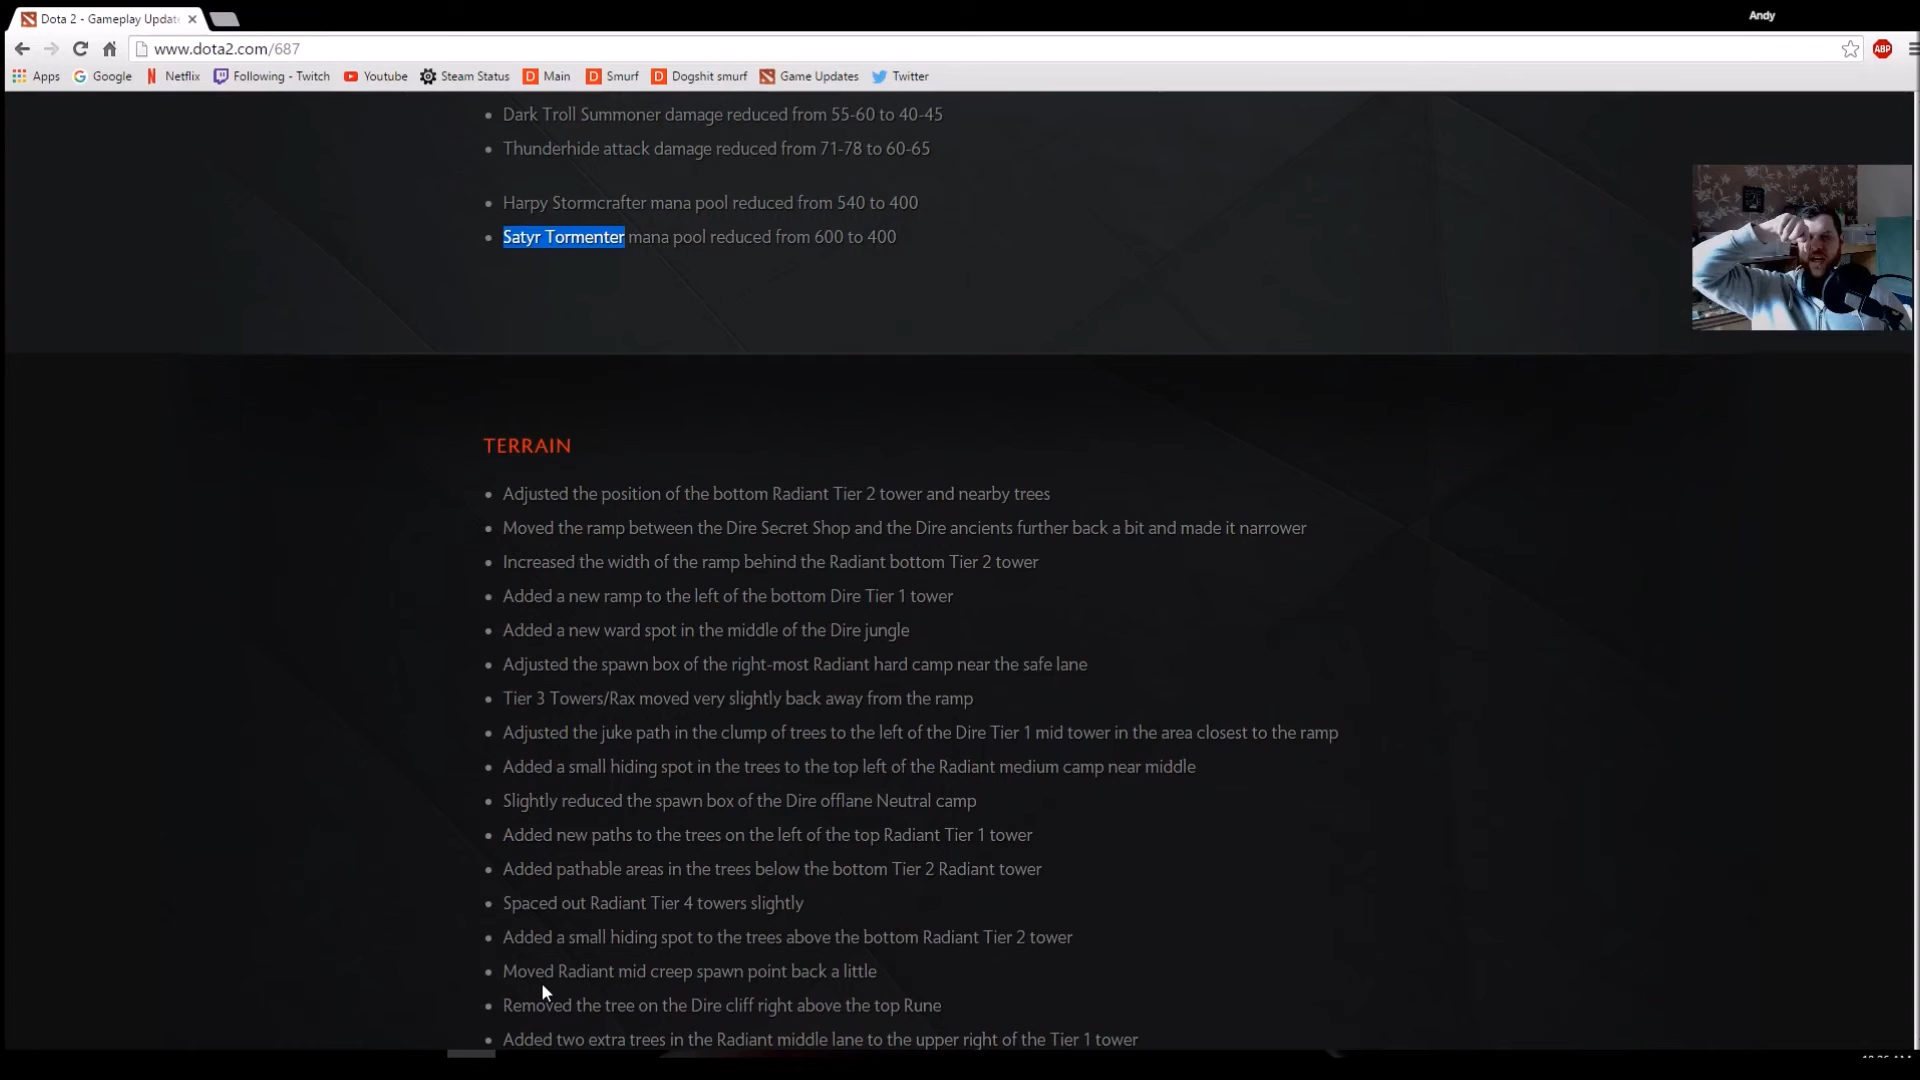 Dota 2 - Gameplay Updat
Andy
www.dota2.com/687
ABP
Apps
Google
Netflix
Following - Twitch
Youtube
Steam Status
D Main
D Smurf
D Dogshit smurf
Game Updates
Twitter
Dark Troll Summoner damage reduced from 55-60 to 40-45
Thunderhide attack damage reduced from 71-78 to 60-65
Harpy Stormcrafter mana pool reduced from 540 to 400
Satyr Tormenter mana pool reduced from 600 to 400
TERRAIN
Adjusted the position of the bottom Radiant Tier 2 tower and nearby trees
Moved the ramp between the Dire Secret Shop and the Dire ancients further back a bit and made it narrower
Increased the width of the ramp behind the Radiant bottom Tier 2 tower
Added a new ramp to the left of the bottom Dire Tier 1 tower
Added a new ward spot in the middle of the Dire jungle
Adjusted the spawn box of the right-most Radiant hard camp near the safe lane
Tier 3 Towers/Rax moved very slightly back away from the ramp
Adjusted the juke path in the clump of trees to the left of the Dire Tier 1 mid tower in the area closest to the ramp
Added a small hiding spot in the trees to the top left of the Radiant medium camp near middle
Slightly reduced the spawn box of the Dire offlane Neutral camp
Added new paths to the trees on the left of the top Radiant Tier 1 tower
Added pathable areas in the trees below the bottom Tier 2 Radiant tower
Spaced out Radiant Tier 4 towers slightly
Added a small hiding spot to the trees above the bottom Radiant Tier 2 tower
Moved Radiant mid creep spawn point back a little
Removed the tree on the Dire cliff right above the top Rune
Added two extra trees in the Radiant middle lane to the upper right of the Tier 1 tower